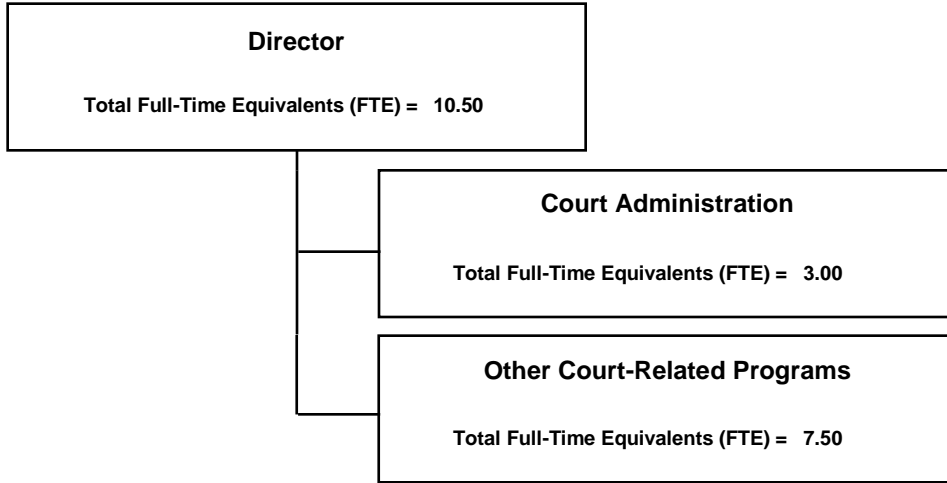 Director
Total Full-Time Equivalents (FTE) = 10.50
Court Administration
Total Full-Time Equivalents (FTE) = 3.00
Other Court-Related Programs
Total Full-Time Equivalents (FTE) = 7.50